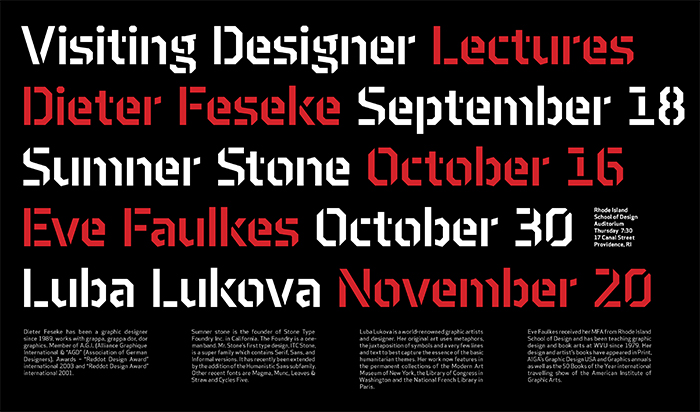 Visiting Designer Lectures
Dieter Feseke September 18
Sumner Stone October 16
Eve Faulkes October 30
Rhode Island
School of Design
Auditorium
Thursday 7:30
17 Canal Street
Providence, RI
Luba Lukova November 20
Dieter Feseke has been a graphic designer
since 1989, works with grappa, grappa dor, dor
graphics. Member of A.G.I. (Alliance Graphique
International & "AGD" (Association of German
Desginers). Awards - "Reddot Design Award"
international 2003 and "Reddot Design Award"
international 2001.
Sumner stone is the founder of Stone Type
Foundry Inc. in California. The Foundry is a one-
man band. Mr. Stone's first type design, ITC Stone,
is a super family which contains Serif, Sans, and
Informal versions. It has recently been extended
by the addition of the Humanistic Sans subfamily.
Other recent fonts are Magma, Munc, Leaves &
Straw and Cycles Five.
Luba Lukova is a world-renowned graphic artists
and designer. Her original art uses metaphors,
the juxtaposition of symbols and a very few lines
and text to best capture the essence of the basic
humanitarian themes. Her work now features in
the permanent collections of the Modern Art
Museum of New York, the Library of Congress in
Washington and the National French Library in
Paris.
Eve Faulkes received her MFA from Rhode Island
School of Design and has been teaching graphic
design and book arts at WVU since 1979. Her
design and artist's books have appeared in Print,
AIGA's Graphic Design USA and Graphics annuals
as well as the 50 Books of the Year international
travelling show of the American Institute of
Graphic Arts.